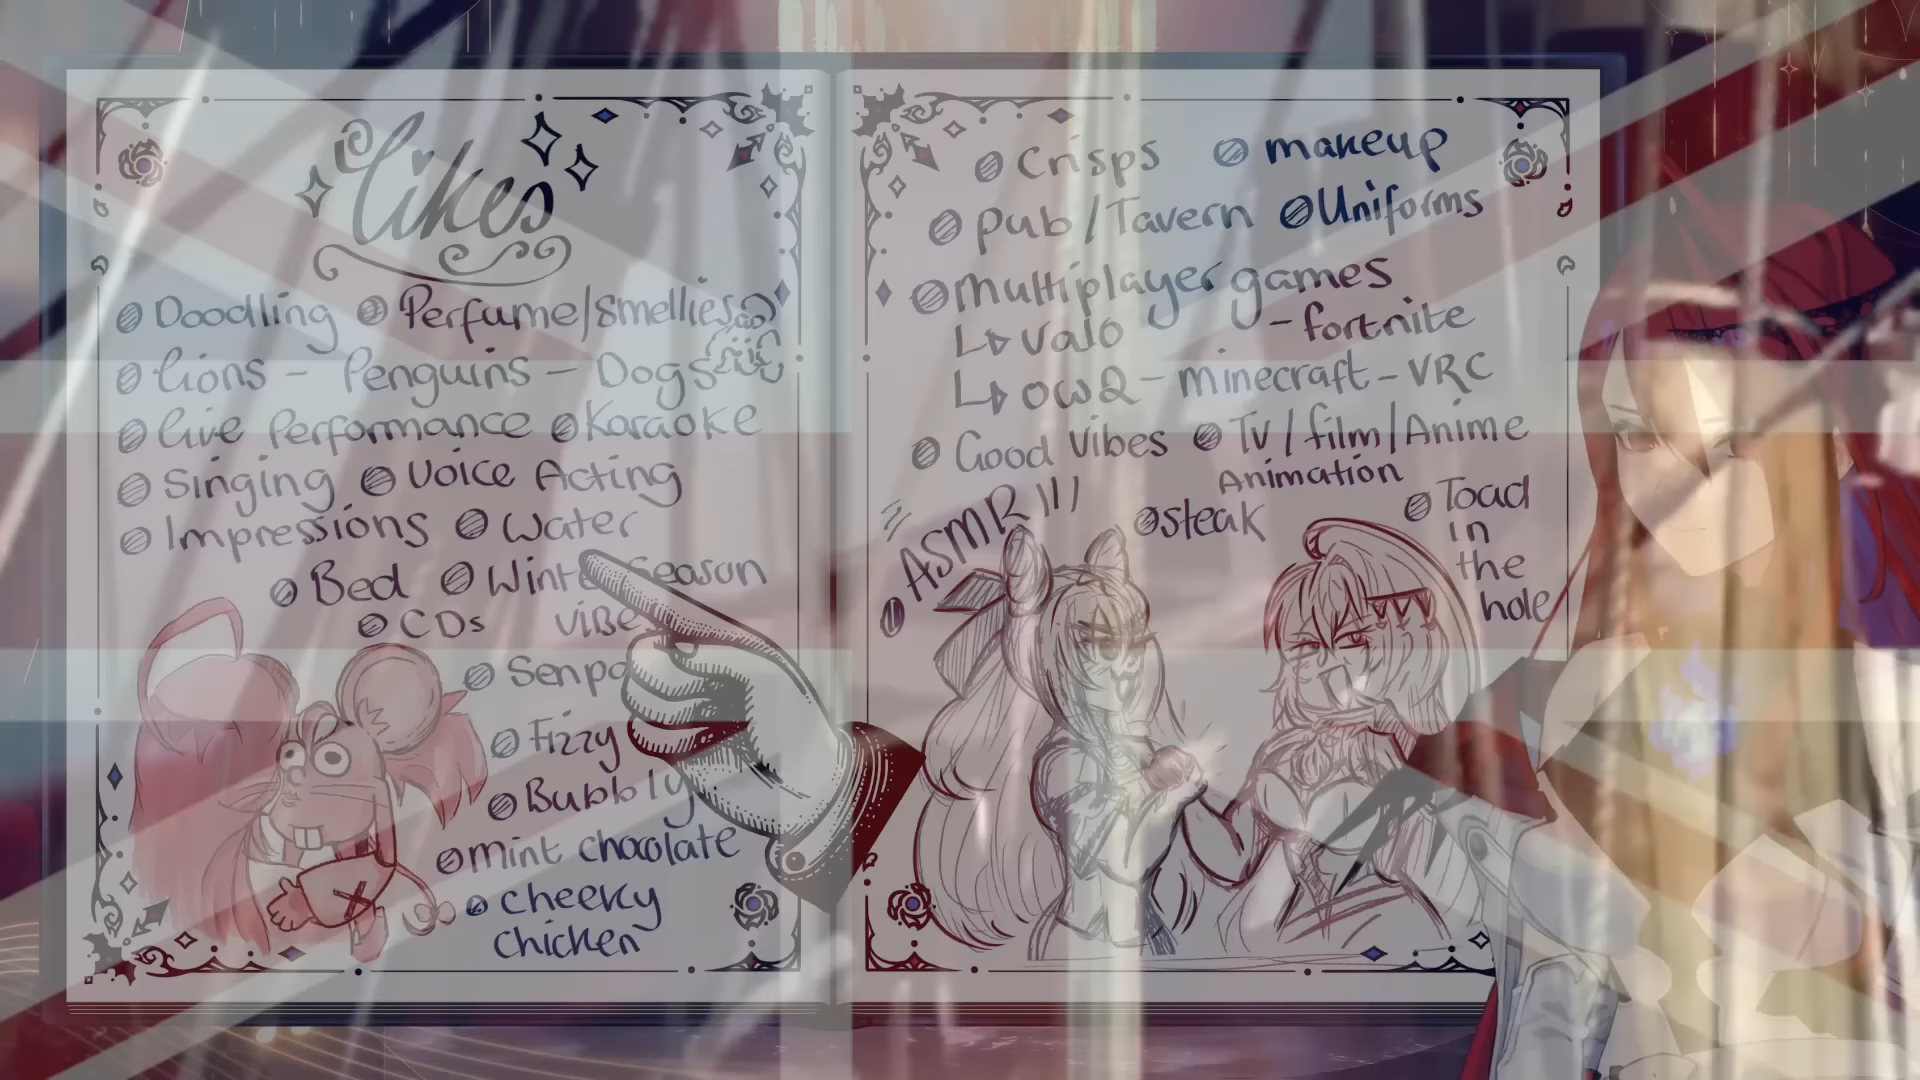 likes
Doodling Perfume/Smellies
Lions - Penguins - Dogs
Live Performance Karaoke
Singing Voice Acting
Impressions Water
Bed Season
CDs
Fizzy
Bubbly
Mint chocolate
cheeky
chicken
Crisps makeup
Pub/Tavern Uniforms
Multiplayer games
Valo - fortnite
OW2 - Minecraft - VRC
Good Vibes TV/film/Anime
Animation
ASMR !!!
steak
Toad
in
the
hole